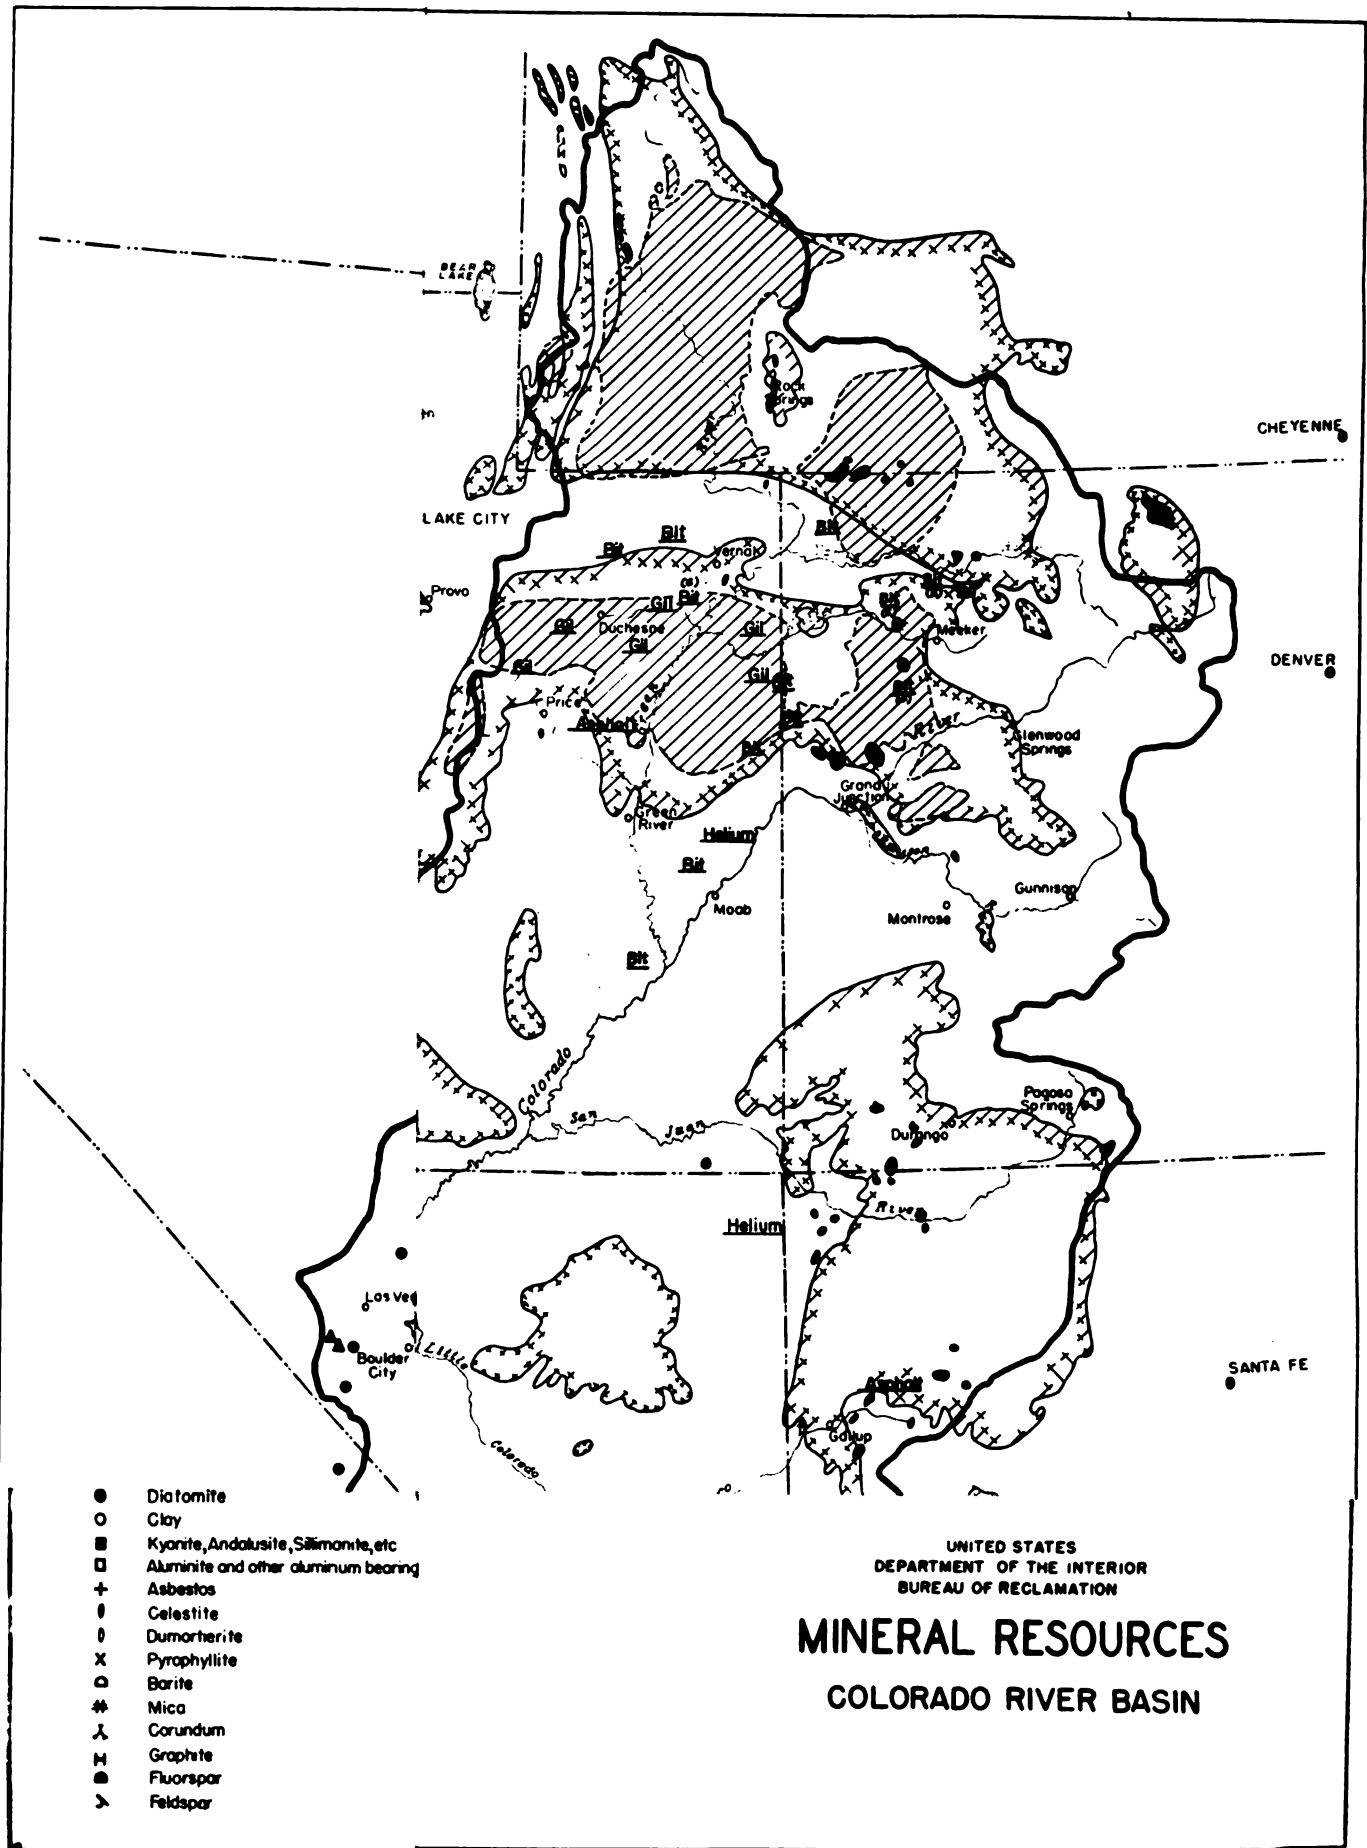 BEAR
LAKE
Rock
Springs
CHEYENNE
LAKE CITY
Bit
Bit
Bit
Vernal
(S)
Bit
Provo
Gil
Gil
Duchesne
Gil
Gil
Bit
Meeker
Gil
Gil
DENVER
Price
Asphalt
Green
Bit
River
Glenwood
Springs
Grand
Junction
Green
River
Helium
Bit
Moab
Gunnison
Montrose
Bit
Colorado
San
Juan
Pagosa
Springs
Durango
River
Helium
Las Veg
Boulder
City
Little
Colorado
Asphalt
Gallup
SANTA FE
Diatomite
Clay
Kyanite, Andalusite, Sillimanite, etc
Aluminite and other aluminum bearing
Asbestos
Celestite
Dumortierite
Pyrophyllite
Barite
Mica
Corundum
Graphite
Fluorspar
Feldspar
UNITED STATES
DEPARTMENT OF THE INTERIOR
BUREAU OF RECLAMATION
MINERAL RESOURCES
COLORADO RIVER BASIN